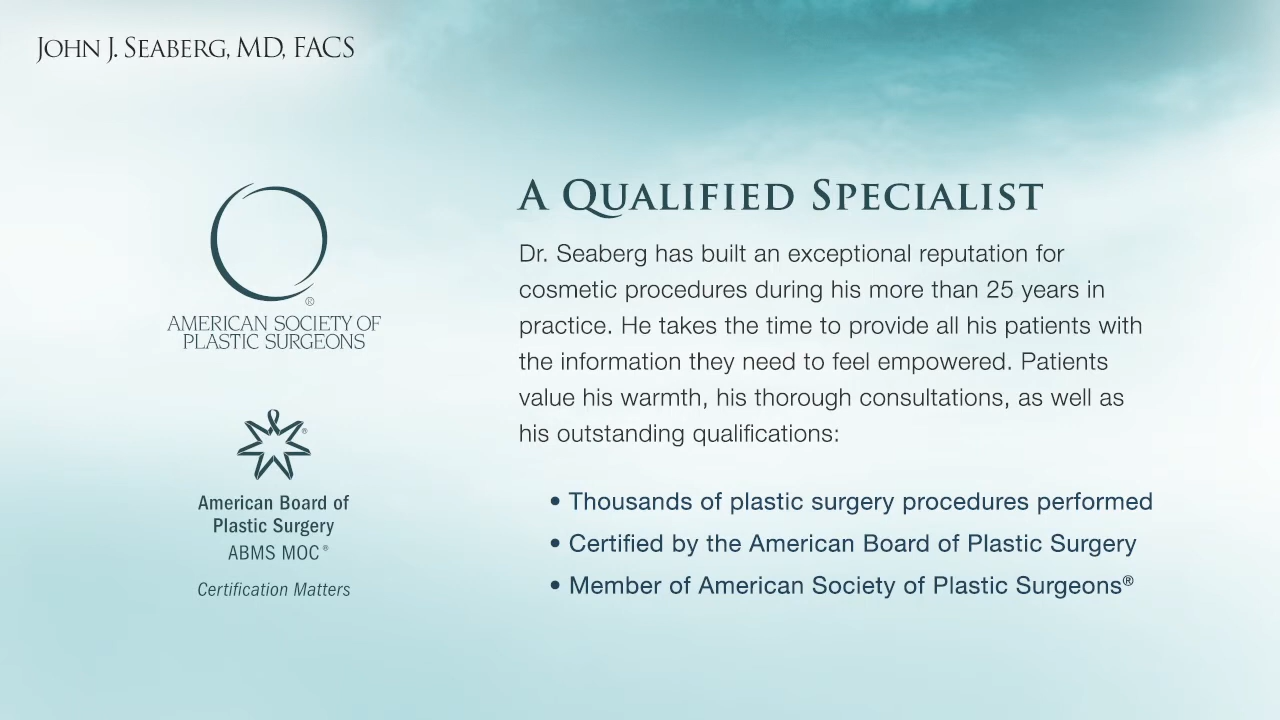 John J. Seaberg, MD, FACS
A Qualified Specialist
Dr. Seaberg has built an exceptional reputation for
cosmetic procedures during his more than 25 years in
practice. He takes the time to provide all his patients with
the information they need to feel empowered. Patients
value his warmth, his thorough consultations, as well as
his outstanding qualifications:
• Thousands of plastic surgery procedures performed
• Certified by the American Board of Plastic Surgery
• Member of American Society of Plastic Surgeons®
®
AMERICAN SOCIETY OF
PLASTIC SURGEONS
®
American Board of
Plastic Surgery
ABMS MOC®
Certification Matters